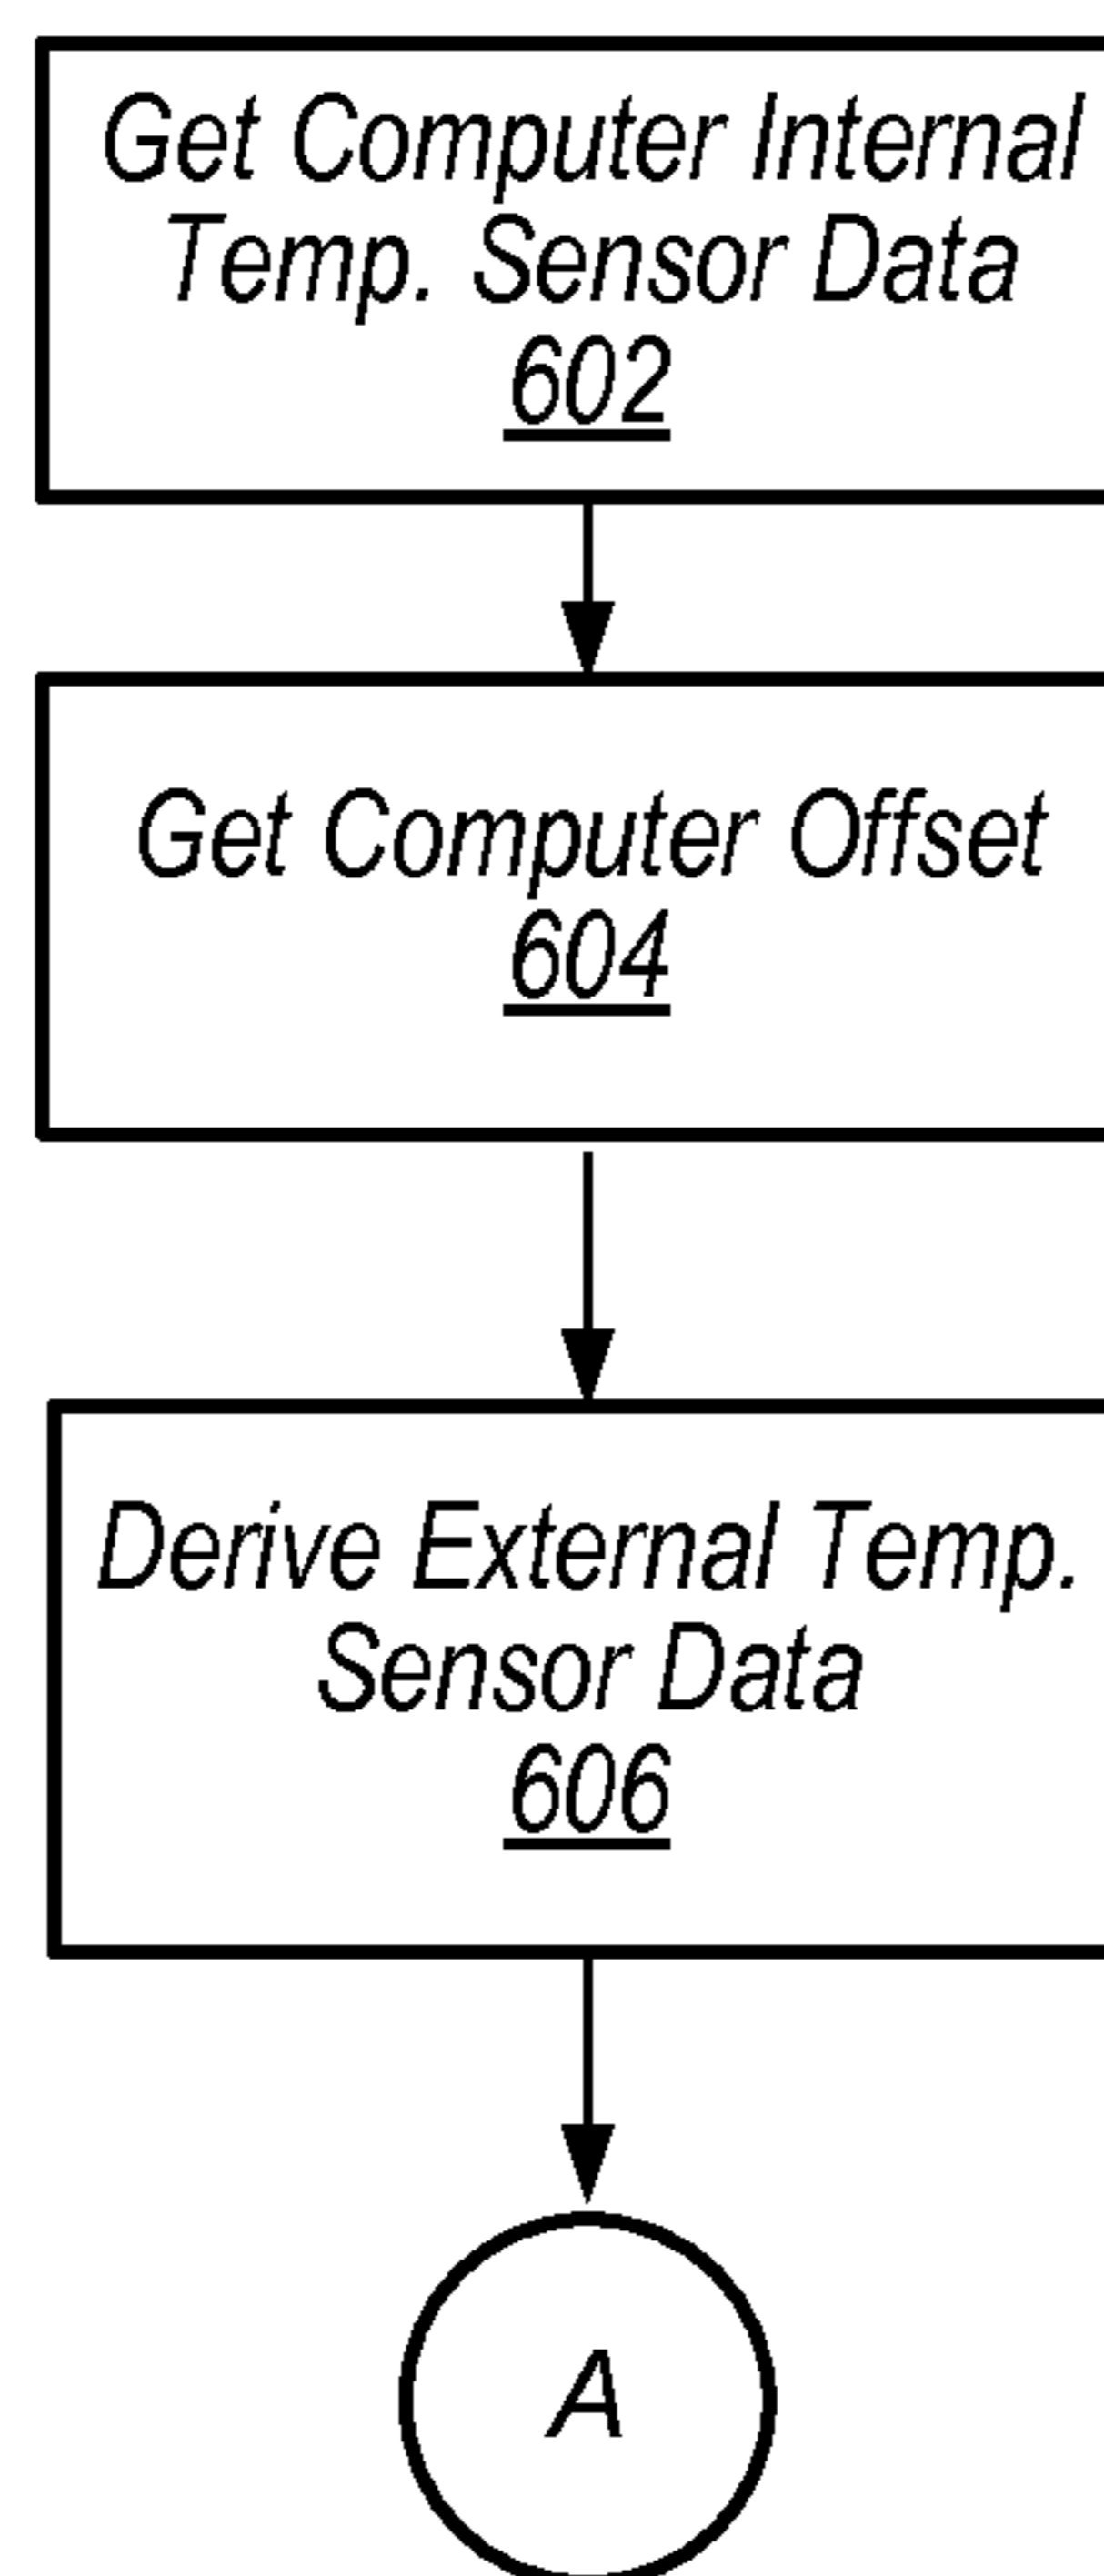 Get Computer Internal
Temp. Sensor Data
602
Get Computer Offset
604
Derive External Temp.
Sensor Data
606
A